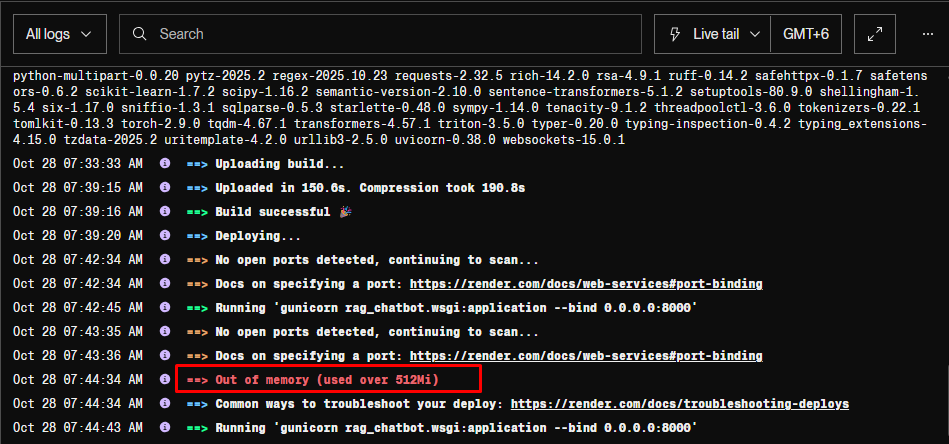 All logs
Search
Live tail
GMT+6
python-multipart-0.0.20 pytz-2025.2 regex-2025.10.23 requests-2.32.5 rich-14.2.0 rsa-4.9.1 ruff-0.14.2 safehttpx-0.1.7 safetens
ors-0.6.2 scikit-learn-1.7.2 scipy-1.16.2 semantic-version-2.10.0 sentence-transformers-5.1.2 setuptools-80.9.0 shellingham-1.
5.4 six-1.17.0 sniffio-1.3.1 sqlparse-0.5.3 starlette-0.48.0 sympy-1.14.0 tenacity-9.1.2 threadpoolctl-3.6.0 tokenizers-0.22.1
tomlkit-0.13.3 torch-2.9.0 tqdm-4.67.1 transformers-4.57.1 triton-3.5.0 typer-0.20.0 typing-inspection-0.4.2 typing_extensions-
4.15.0 tzdata-2025.2 uritemplate-4.2.0 urllib3-2.5.0 uvicorn-0.38.0 websockets-15.0.1
Oct 28 07:33:33 AM ==> Uploading build...
Oct 28 07:39:15 AM ==> Uploaded in 150.6s. Compression took 190.8s
Oct 28 07:39:16 AM ==> Build successful 🎉
Oct 28 07:39:20 AM ==> Deploying...
Oct 28 07:42:34 AM ==> No open ports detected, continuing to scan...
Oct 28 07:42:34 AM ==> Docs on specifying a port: https://render.com/docs/web-services#port-binding
Oct 28 07:42:45 AM ==> Running 'gunicorn rag_chatbot.wsgi:application --bind 0.0.0.0:8000'
Oct 28 07:43:35 AM ==> No open ports detected, continuing to scan...
Oct 28 07:43:36 AM ==> Docs on specifying a port: https://render.com/docs/web-services#port-binding
Oct 28 07:44:34 AM ==> Out of memory (used over 512Mi)
Oct 28 07:44:34 AM ==> Common ways to troubleshoot your deploy: https://render.com/docs/troubleshooting-deploys
Oct 28 07:44:43 AM ==> Running 'gunicorn rag_chatbot.wsgi:application --bind 0.0.0.0:8000'